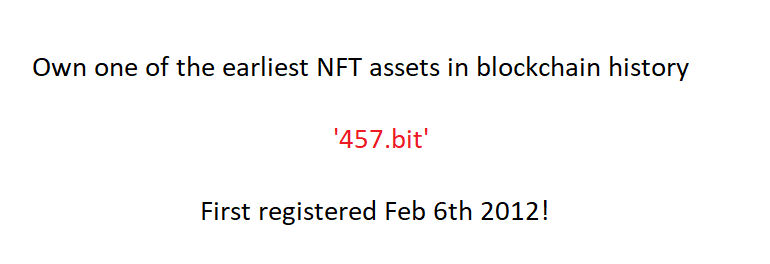 Own one of the earliest NFT assets in blockchain history
'457.bit'
First registered Feb 6th 2012!